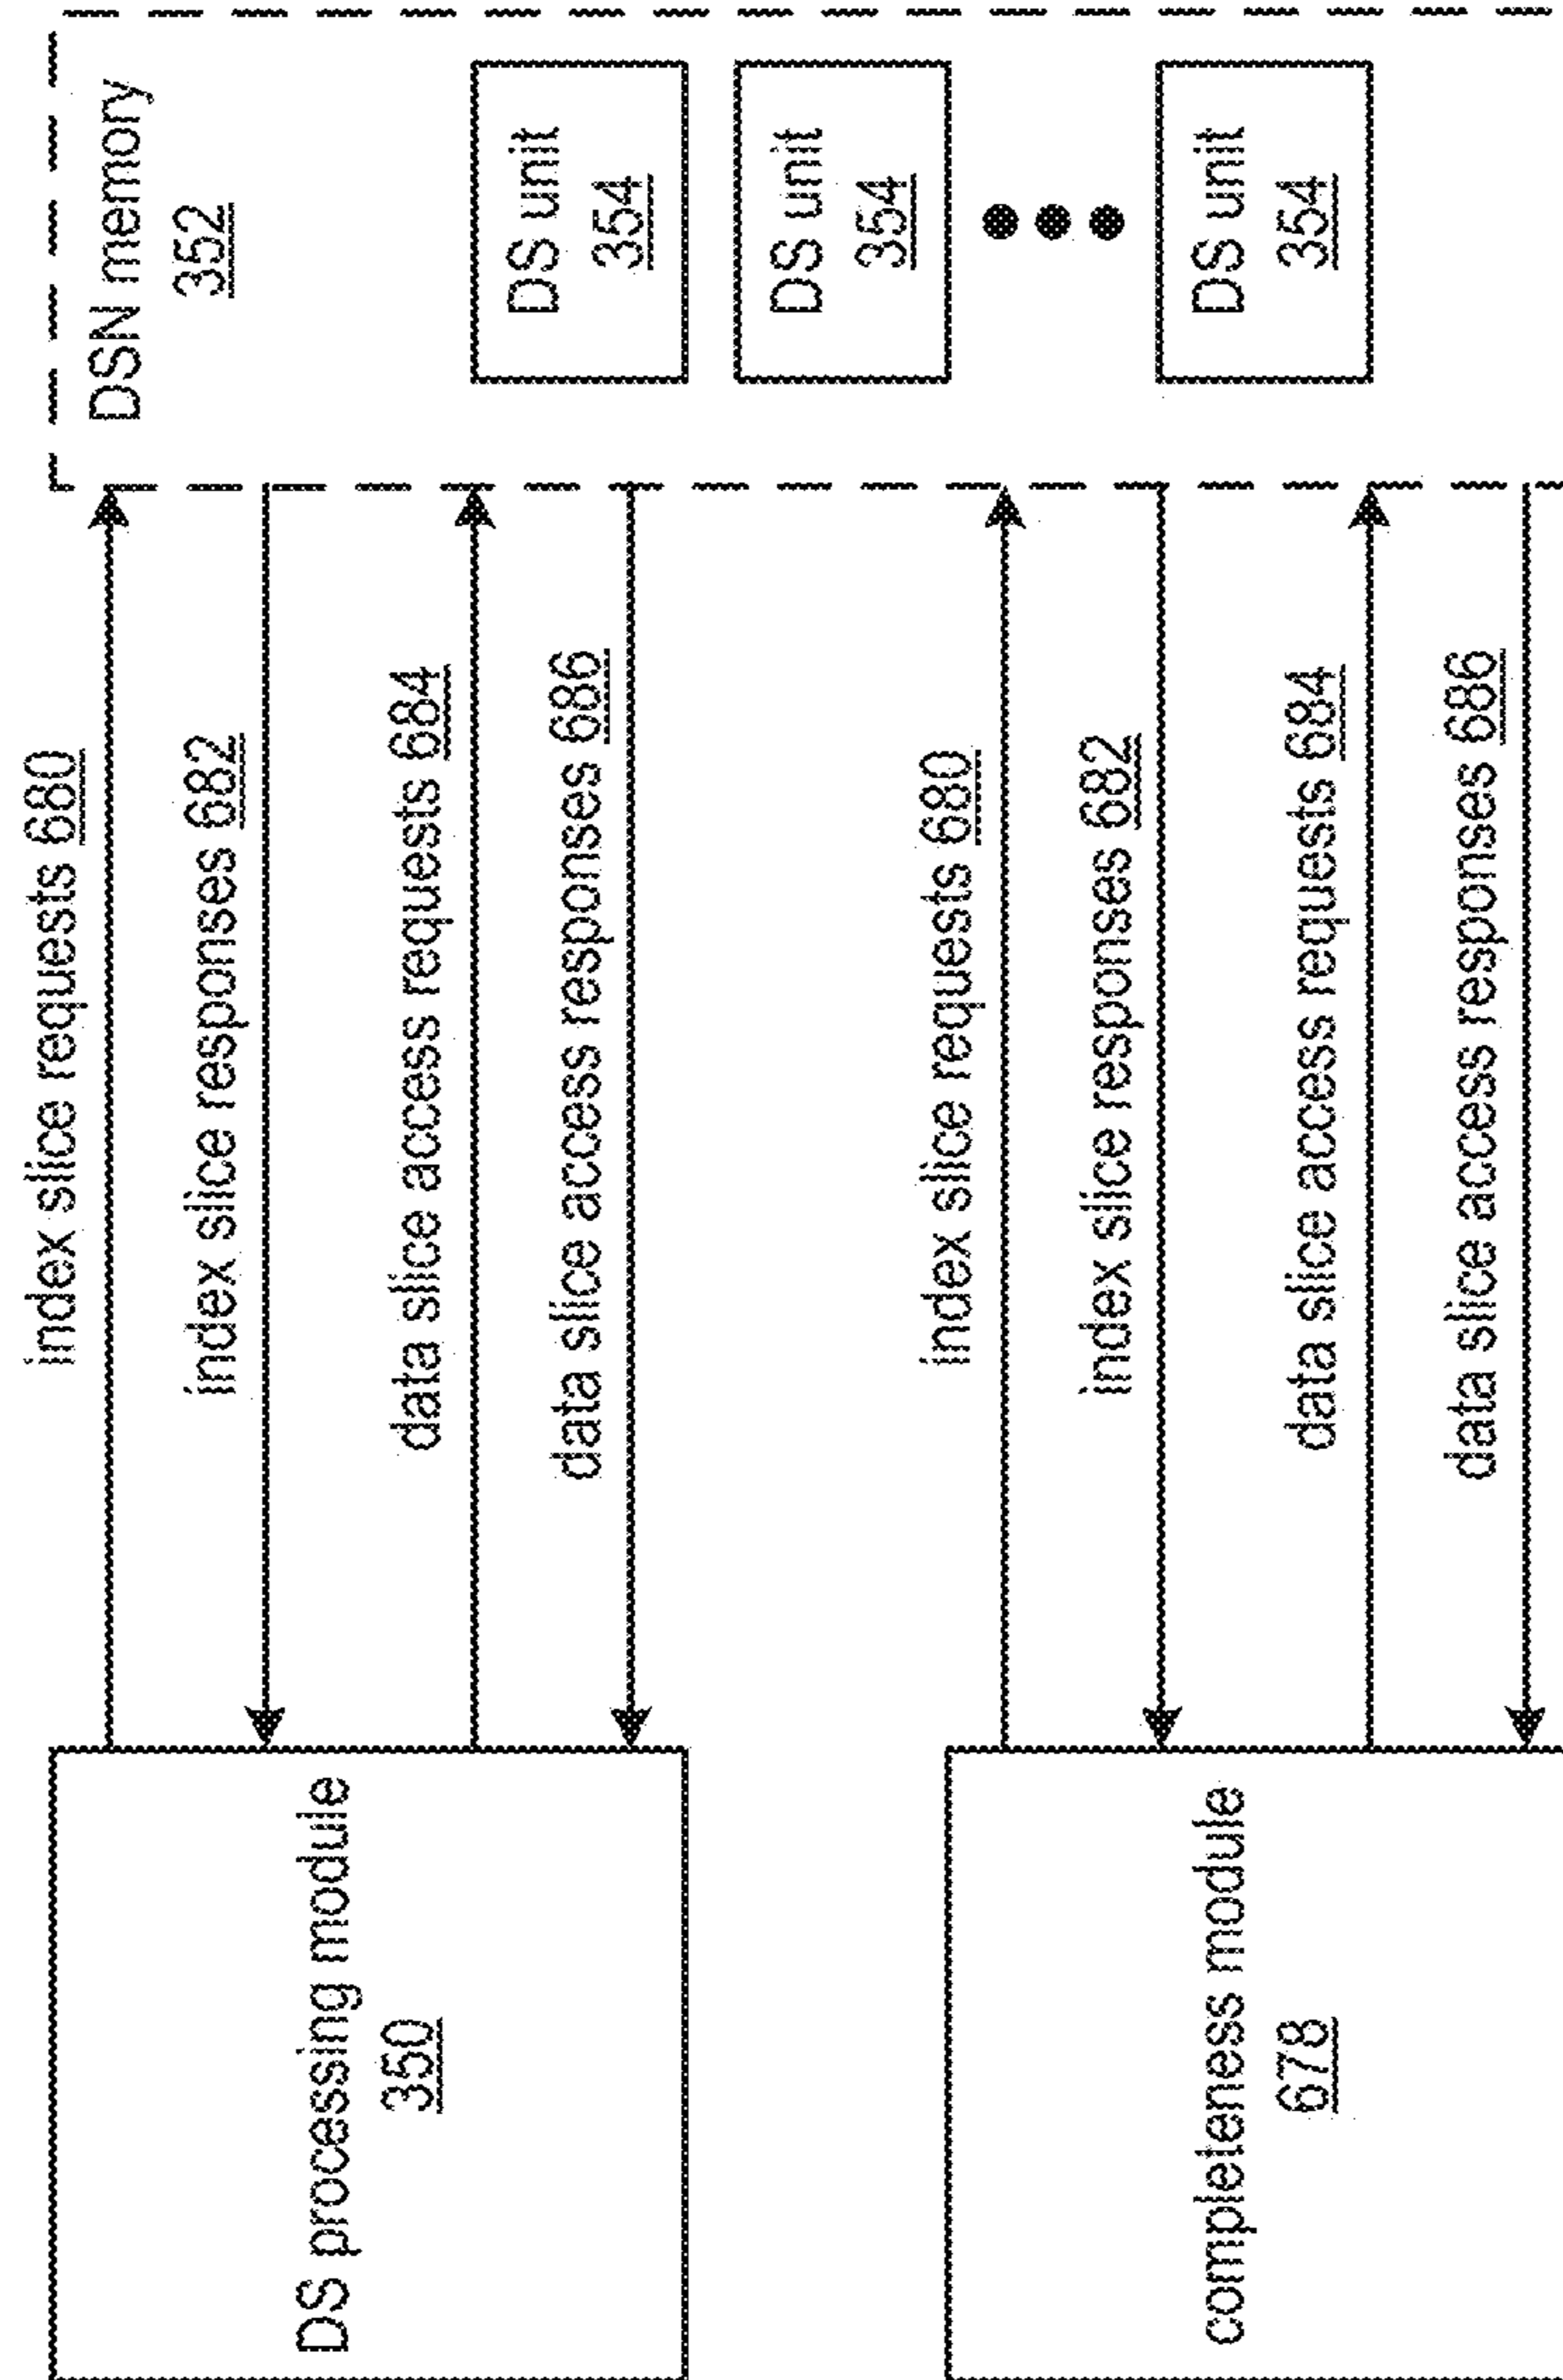 DSN memory
352
DS unit
354
DS unit
354
DS unit
354
index slice requests 680
index slice responses 682
data slice access requests 684
data slice access responses 686
index slice requests 680
index slice responses 682
data slice access requests 684
data slice access responses 686
DS processing module
350
completeness module
678